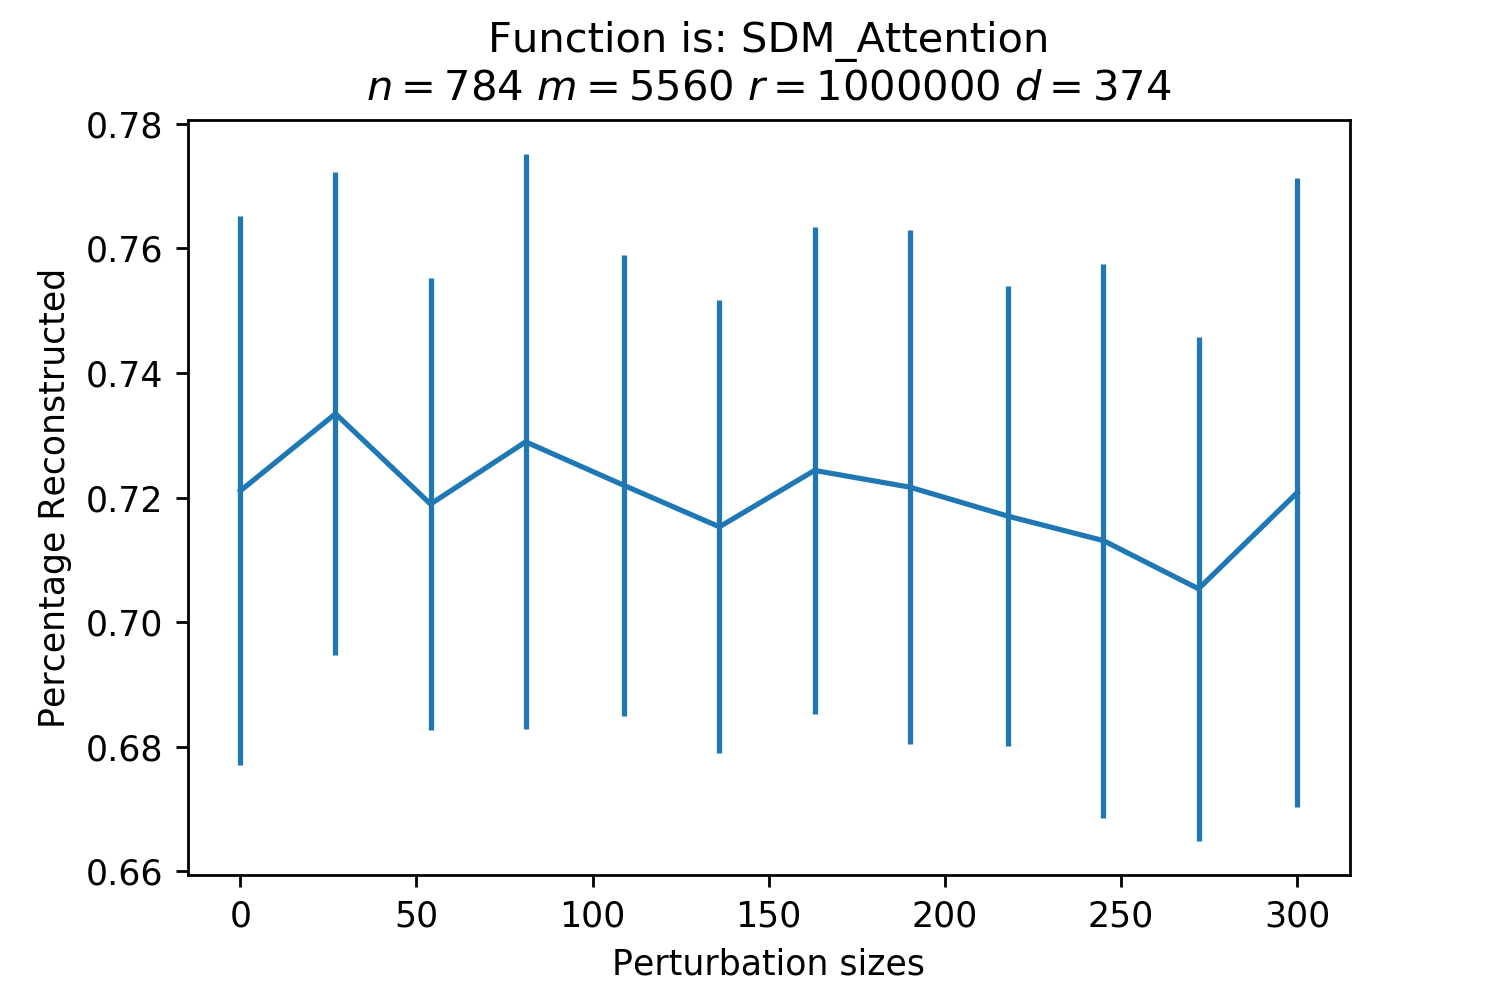 Function is: SDM_Attention
n = 784 m = 5560 r = 1000000 d = 374
0.78
0.76
0.74
0.72
0.70
0.68
0.66
Percentage Reconstructed
0 50 100 150 200 250 300
Perturbation sizes